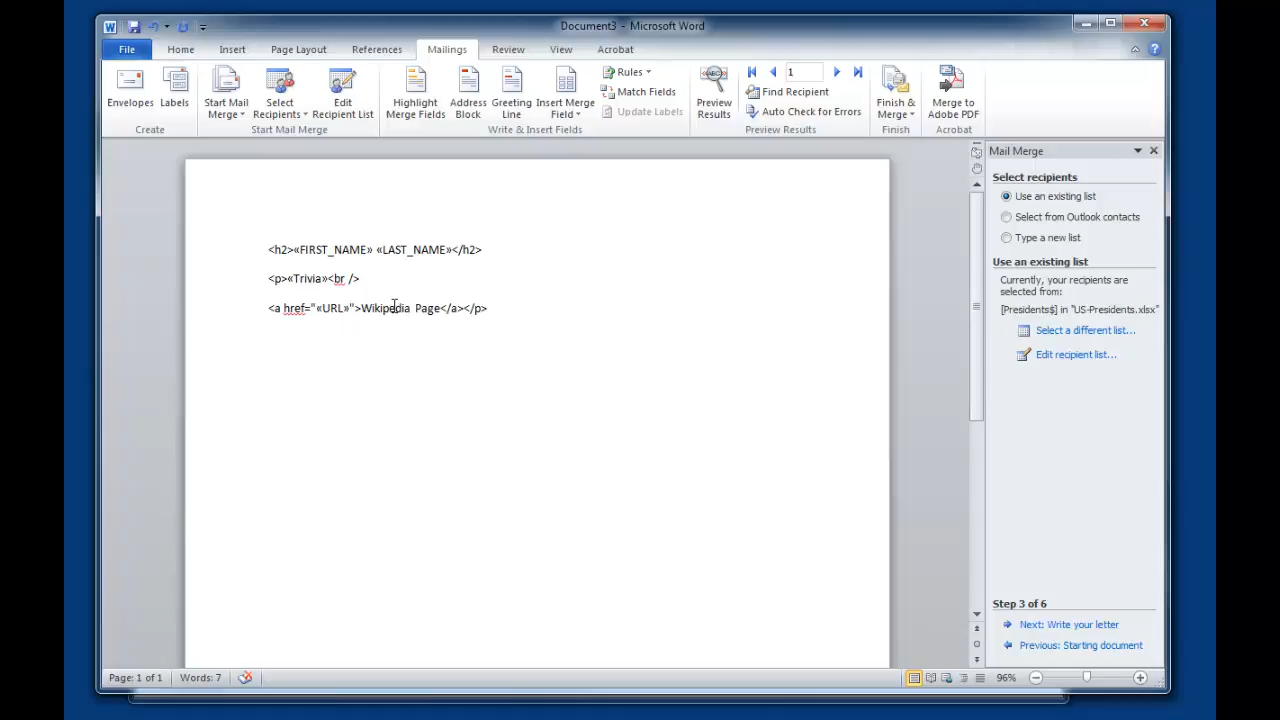 Document3 - Microsoft Word
File Home Insert Page Layout References Mailings Review View Acrobat
Envelopes Labels Start Mail Merge Select Recipients Edit Recipient List Highlight Merge Fields Address Block Greeting Line Insert Merge Field Rules Match Fields Update Labels Preview Results 1 Find Recipient Auto Check for Errors Finish & Merge Merge to Adobe PDF
Create Start Mail Merge Write & Insert Fields Preview Results Finish Acrobat
<h2>«FIRST_NAME» «LAST_NAME»</h2>
<p>«Trivia»<br />
<a href="«URL»">Wikipedia Page</a></p>
Mail Merge
Select recipients
Use an existing list
Select from Outlook contacts
Type a new list
Use an existing list
Currently, your recipients are
selected from:
[Presidents$] in "US-Presidents.xlsx"
Select a different list...
Edit recipient list...
Step 3 of 6
Next: Write your letter
Previous: Starting document
Page: 1 of 1 Words: 7 96%